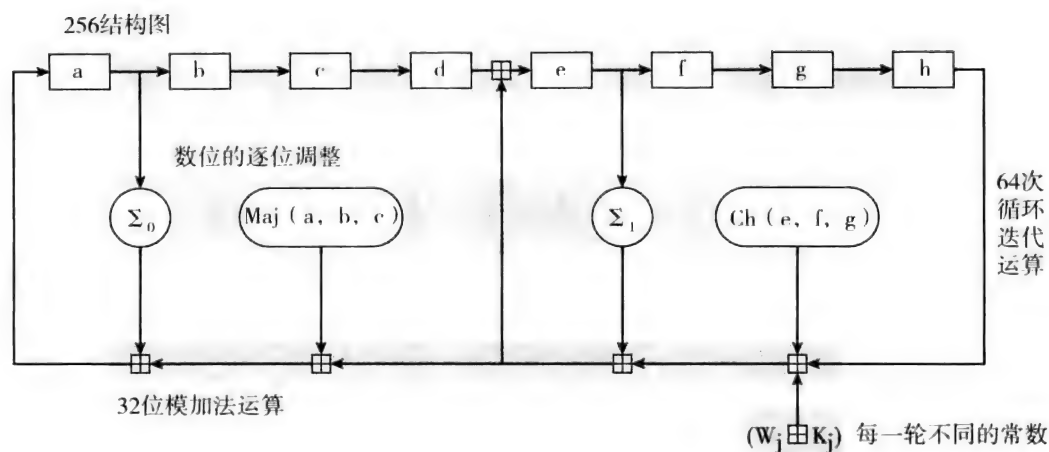 256结构图
a b c d e f g h
数位的逐位调整
Σ0 Maj（a，b，c） Σ1 Ch（e，f，g）
64次
循环
迭代
运算
32位模加法运算
(Wj⊞Kj) 每一轮不同的常数